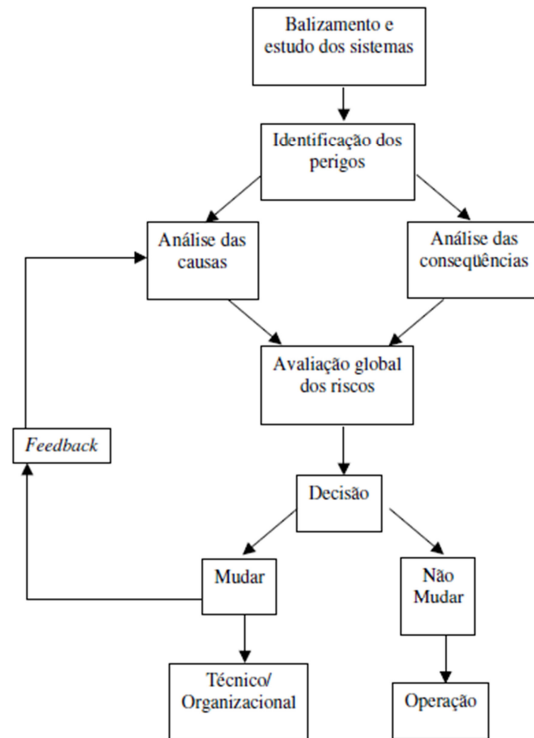 Balizamento e
estudo dos sistemas
Identificação dos
perigos
Análise das
causas
Análise das
conseqüências
Avaliação global
dos riscos
Feedback
Decisão
Mudar
Não
Mudar
Técnico/
Organizacional
Operação